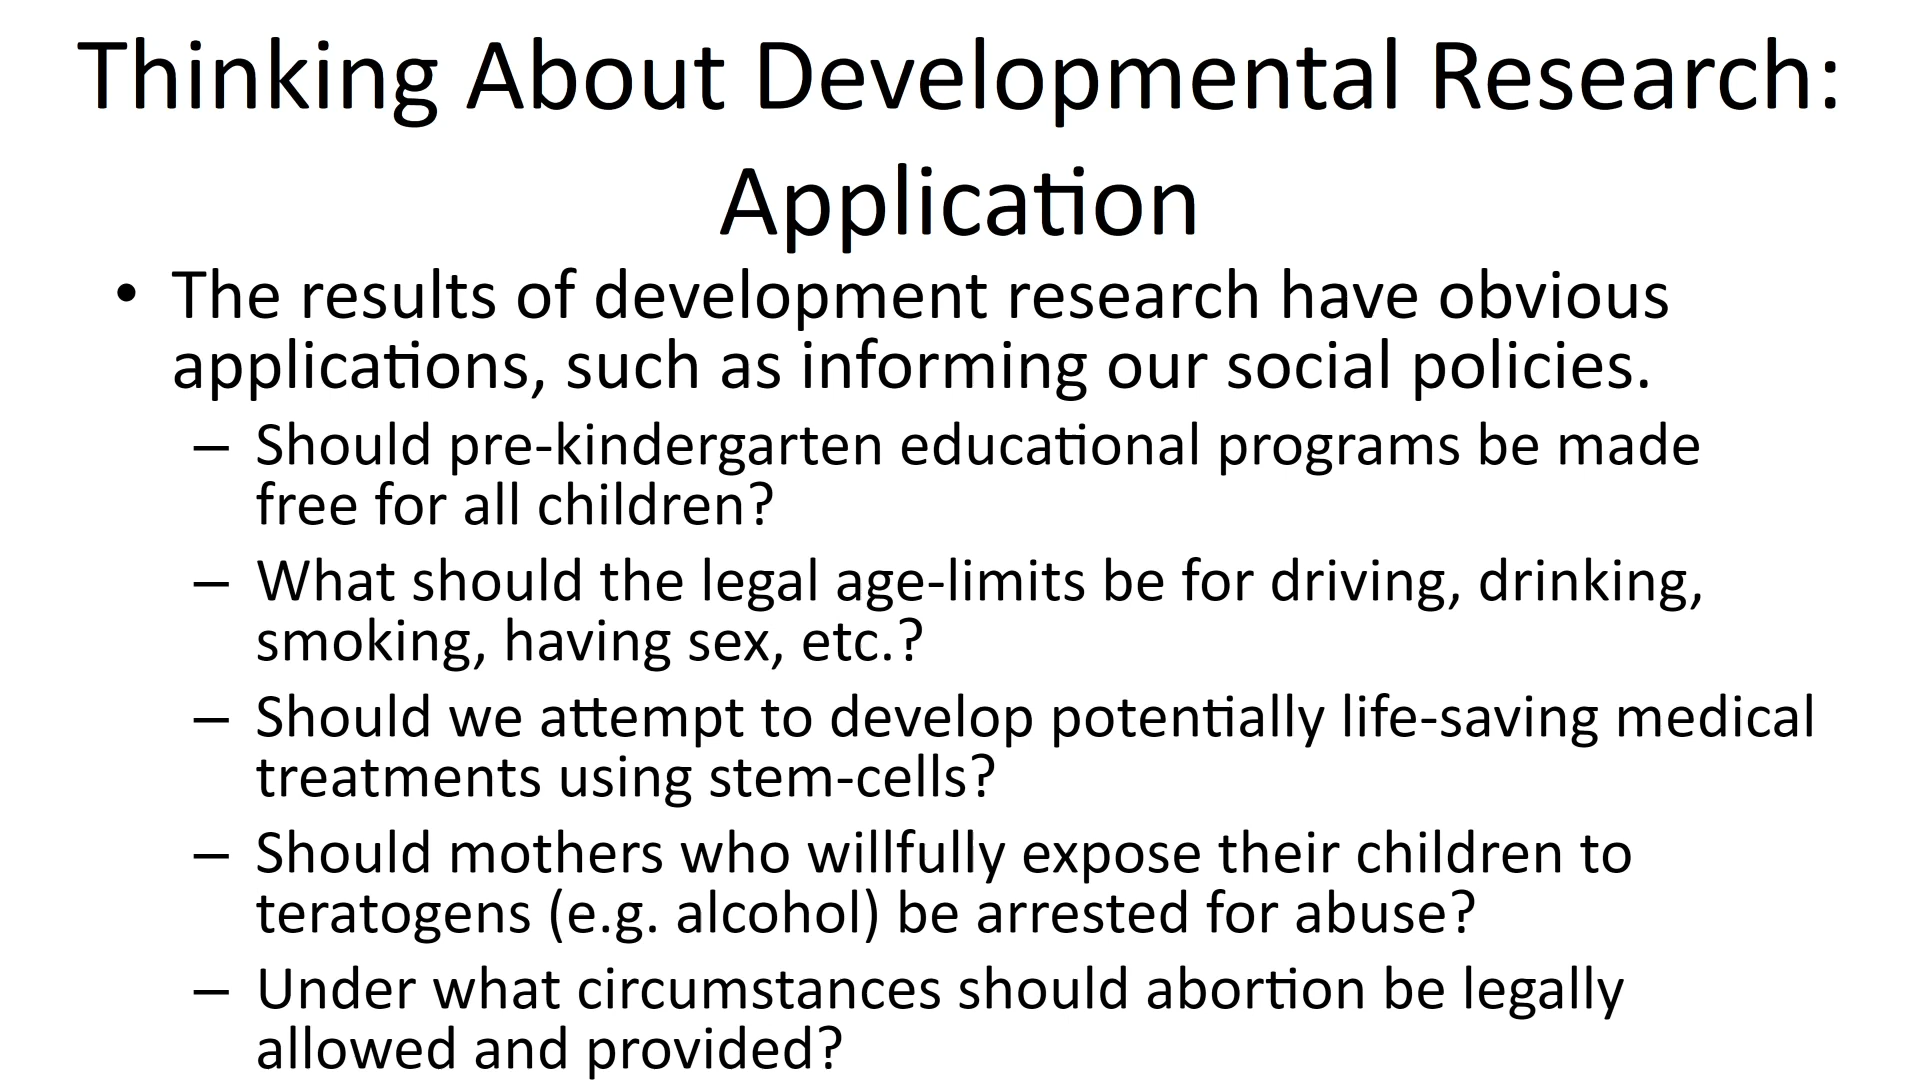 Thinking About Developmental Research:
Application
• The results of development research have obvious
applications, such as informing our social policies.
– Should pre-kindergarten educational programs be made
free for all children?
– What should the legal age-limits be for driving, drinking,
smoking, having sex, etc.?
– Should we attempt to develop potentially life-saving medical
treatments using stem-cells?
– Should mothers who willfully expose their children to
teratogens (e.g. alcohol) be arrested for abuse?
– Under what circumstances should abortion be legally
allowed and provided?